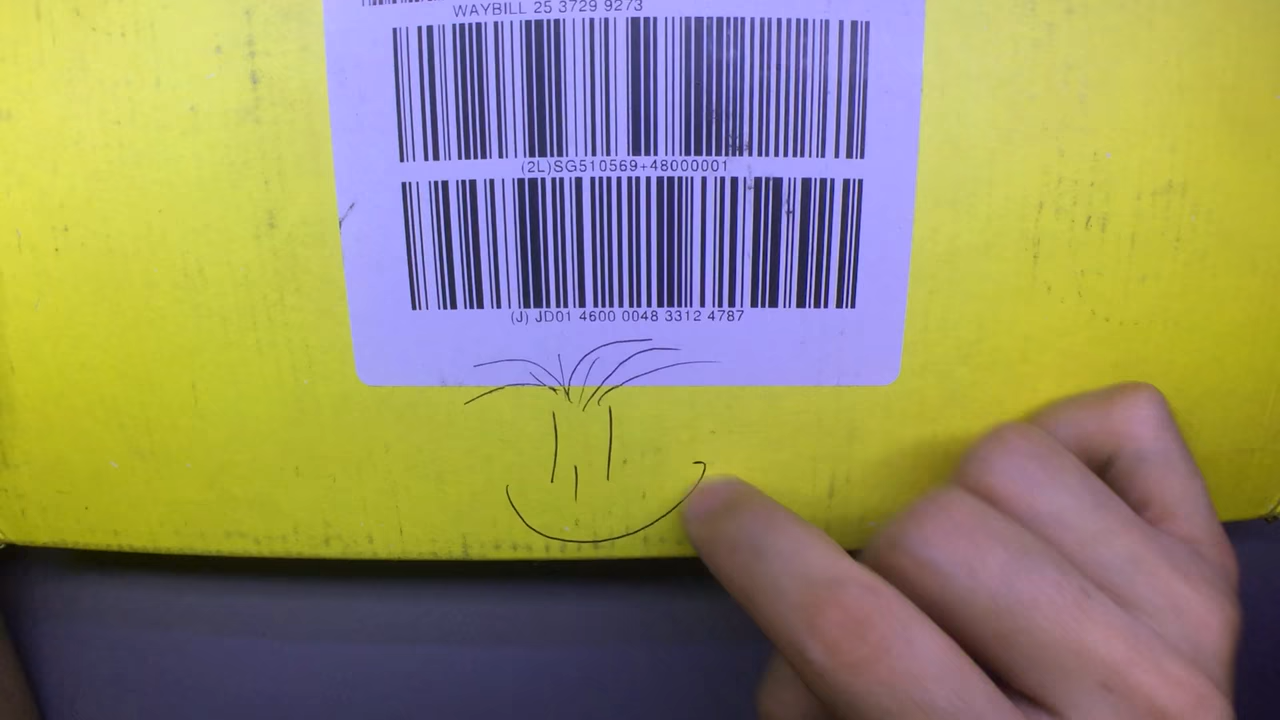 WAYBILL 25 3729 9273
(2L)SG510569+48000001
(J) JD01 4600 0048 3312 4787